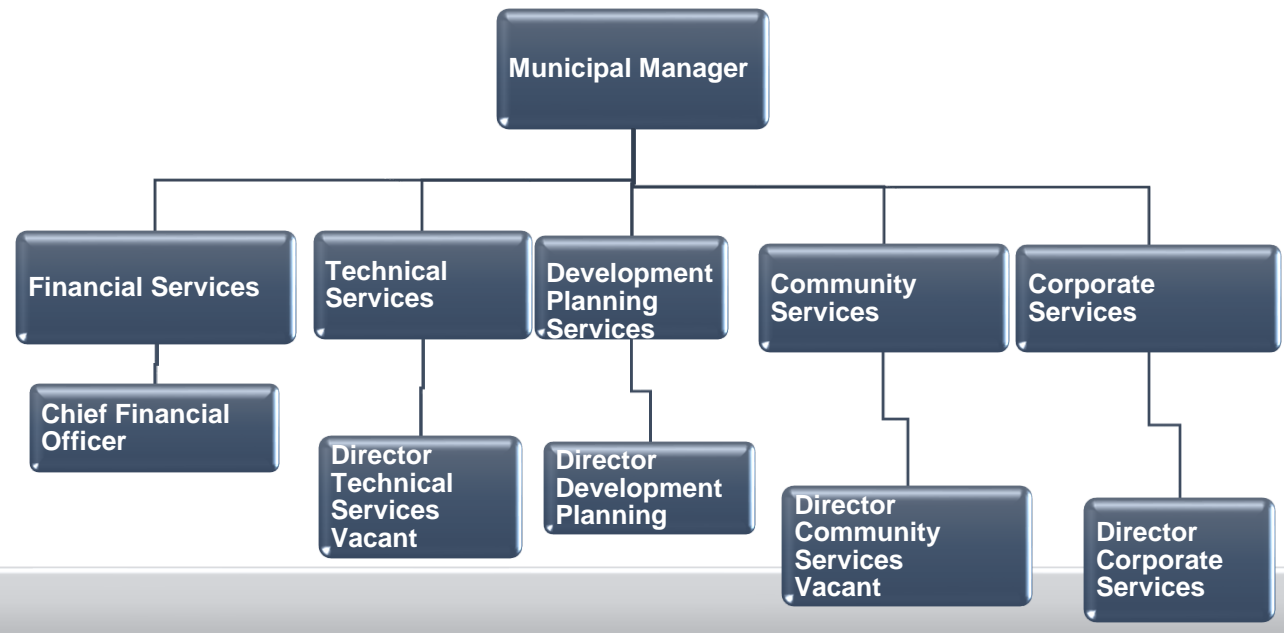 Municipal Manager
Financial Services
Technical
Services
Development
Planning
Services
Community
Services
Corporate
Services
Chief Financial
Officer
Director
Technical
Services
Vacant
Director
Development
Planning
Director
Community
Services
Vacant
Director
Corporate
Services